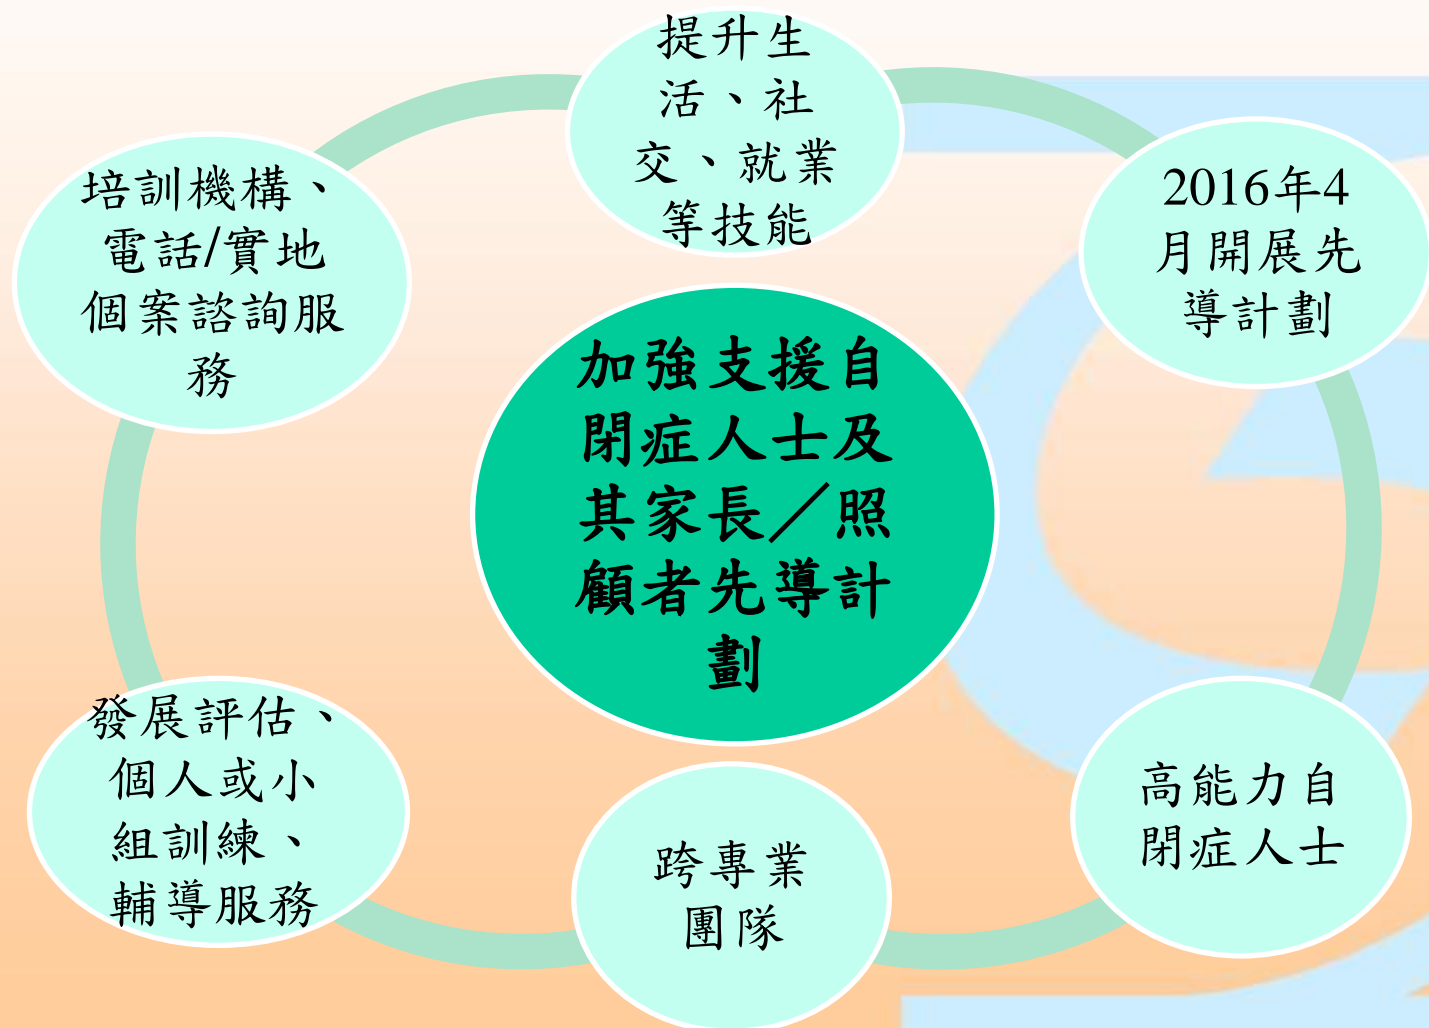 提升生
活、社
交、就業
等技能
2016年4
月開展先
導計劃
高能力自
閉症人士
跨專業
團隊
發展評估、
個人或小
組訓練、
輔導服務
培訓機構、
電話/實地
個案諮詢服
務
加強支援自
閉症人士及
其家長／照
顧者先導計
劃